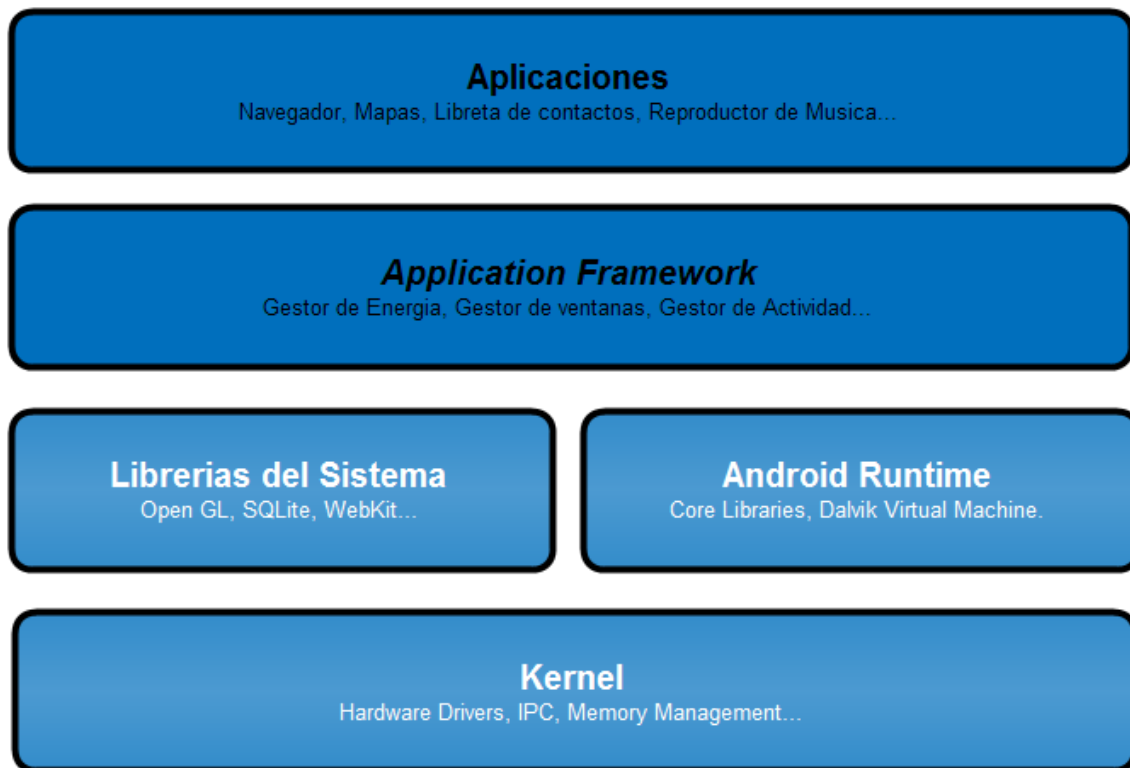 Aplicaciones
Navegador, Mapas, Libreta de contactos, Reproductor de Musica...
Application Framework
Gestor de Energia, Gestor de ventanas, Gestor de Actividad...
Librerias del Sistema
Open GL, SQLite, WebKit...
Android Runtime
Core Libraries, Dalvik Virtual Machine.
Kernel
Hardware Drivers, IPC, Memory Management...